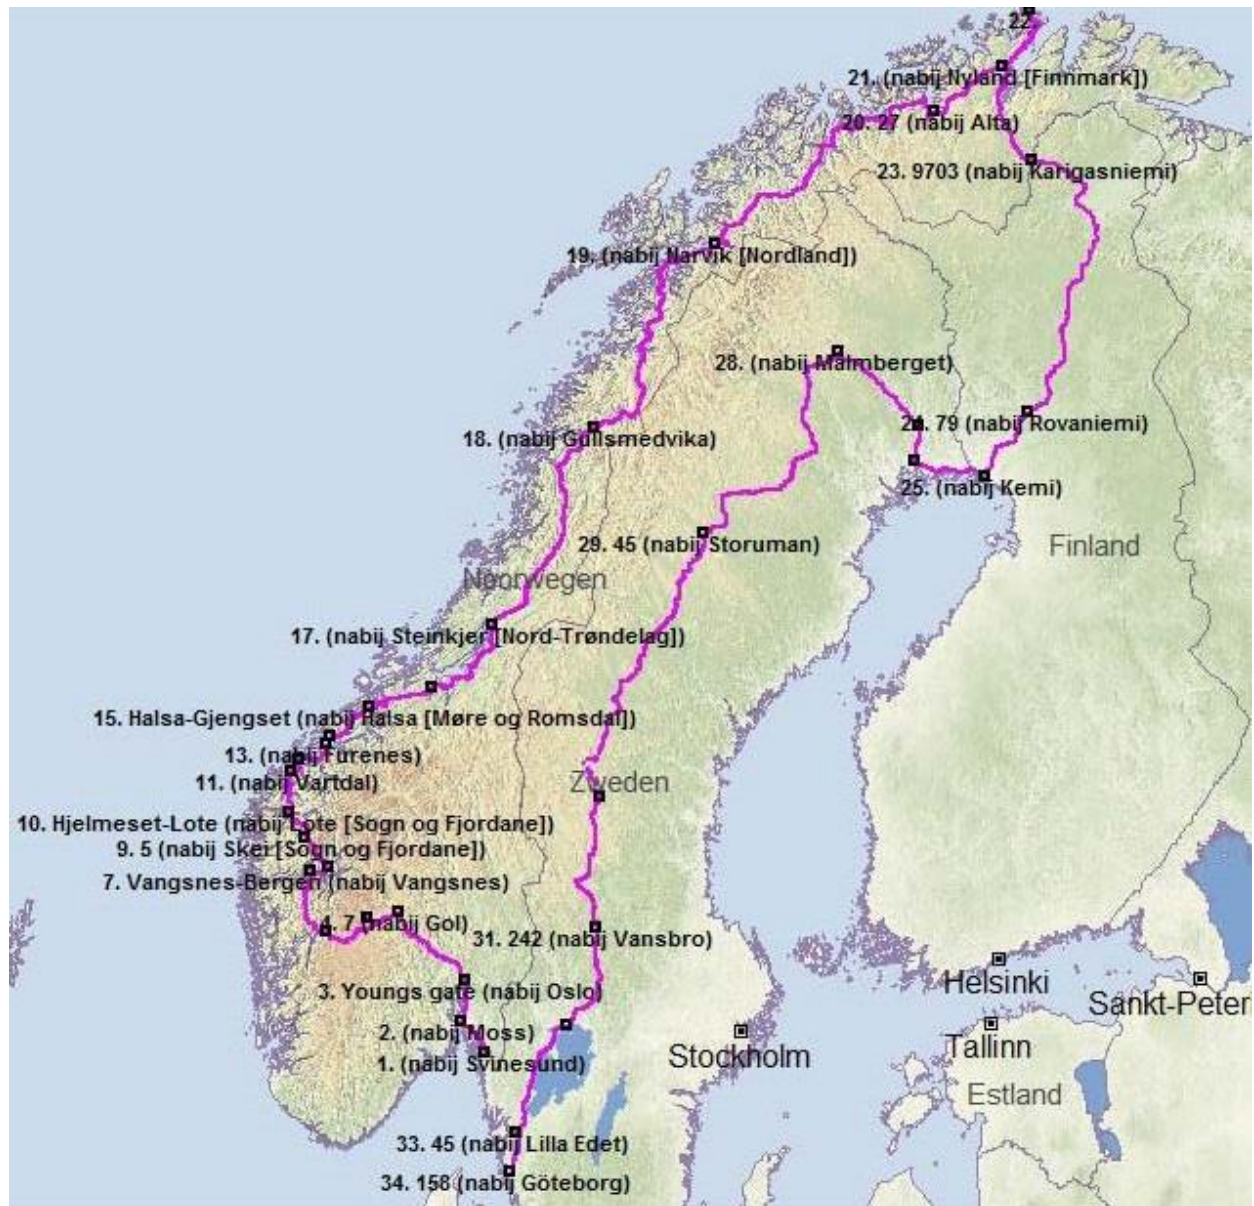 22.
21. (nabij Nyland [Finnmark])
20. 27 (nabij Alta)
23. 9703 (nabij Karigasniemi)
19. (nabij Narvik [Nordland])
28. (nabij Malmberget)
24. 79 (nabij Rovaniemi)
18. (nabij Gullsmedvika)
25. (nabij Kemi)
29. 45 (nabij Storuman)
Finland
Noorwegen
17. (nabij Steinkjer [Nord-Trøndelag])
15. Halsa-Gjengset (nabij Halsa [Møre og Romsdal])
13. (nabij Furenes)
11. (nabij Vartdal)
Zweden
10. Hjelmeset-Lote (nabij Lote [Sogn og Fjordane])
9. 5 (nabij Skei [Sogn og Fjordane])
7. Vangsnes-Bergen (nabij Vangsnes)
4. 7 (nabij Gol)
31. 242 (nabij Vansbro)
Helsinki
3. Youngs gate (nabij Oslo)
Sankt-Peter
2. (nabij Moss)
Tallinn
Stockholm
1. (nabij Svinesund)
Estland
33. 45 (nabij Lilla Edet)
34. 158 (nabij Göteborg)